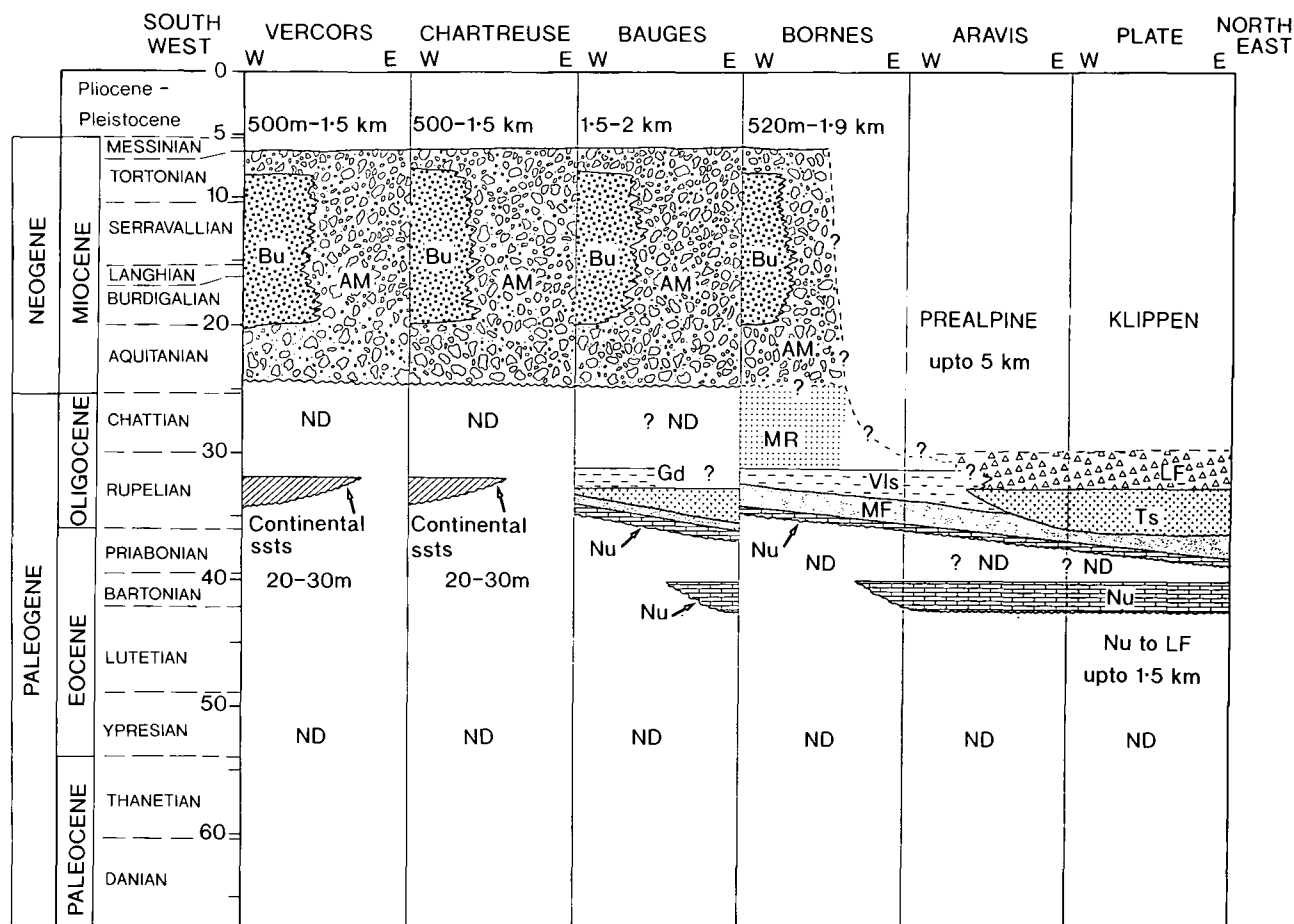 SOUTH WEST
VERCORS
CHARTREUSE
BAUGES
BORNES
ARAVIS
PLATE
NORTH EAST
W E
W E
W E
W E
W E
W E
0
Pliocene -
Pleistocene
500m-1·5 km
500-1·5 km
1·5-2 km
520m-1·9 km
5
NEOGENE
MIOCENE
MESSINIAN
TORTONIAN
10
SERRAVALLIAN
LANGHIAN
BURDIGALIAN
20
AQUITANIAN
Bu
AM
Bu
AM
Bu
AM
Bu
AM
?
?
?
PREALPINE
upto 5 km
KLIPPEN
PALEOGENE
OLIGOCENE
CHATTIAN
30
RUPELIAN
ND
ND
? ND
MR
?
?
?
Gd ?
Vls
LF
MF
Ts
Continental
ssts
20-30m
Continental
ssts
20-30m
EOCENE
PRIABONIAN
40
BARTONIAN
LUTETIAN
50
YPRESIAN
Nu
Nu
ND
? ND
? ND
Nu
Nu
Nu to LF
upto 1·5 km
ND
ND
ND
ND
ND
ND
PALEOCENE
THANETIAN
60
DANIAN